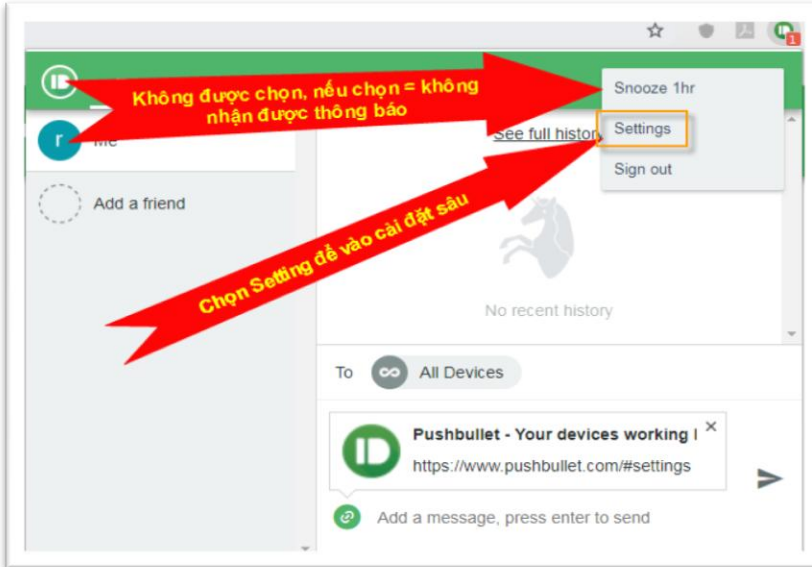 1
Không được chọn, nếu chọn = không
nhận được thông báo
Snooze 1hr
r
Me
See full histor
Settings
Sign out
Add a friend
Chọn Setting để vào cài đặt sâu
No recent history
To
All Devices
Pushbullet - Your devices working l
https://www.pushbullet.com/#settings
Add a message, press enter to send